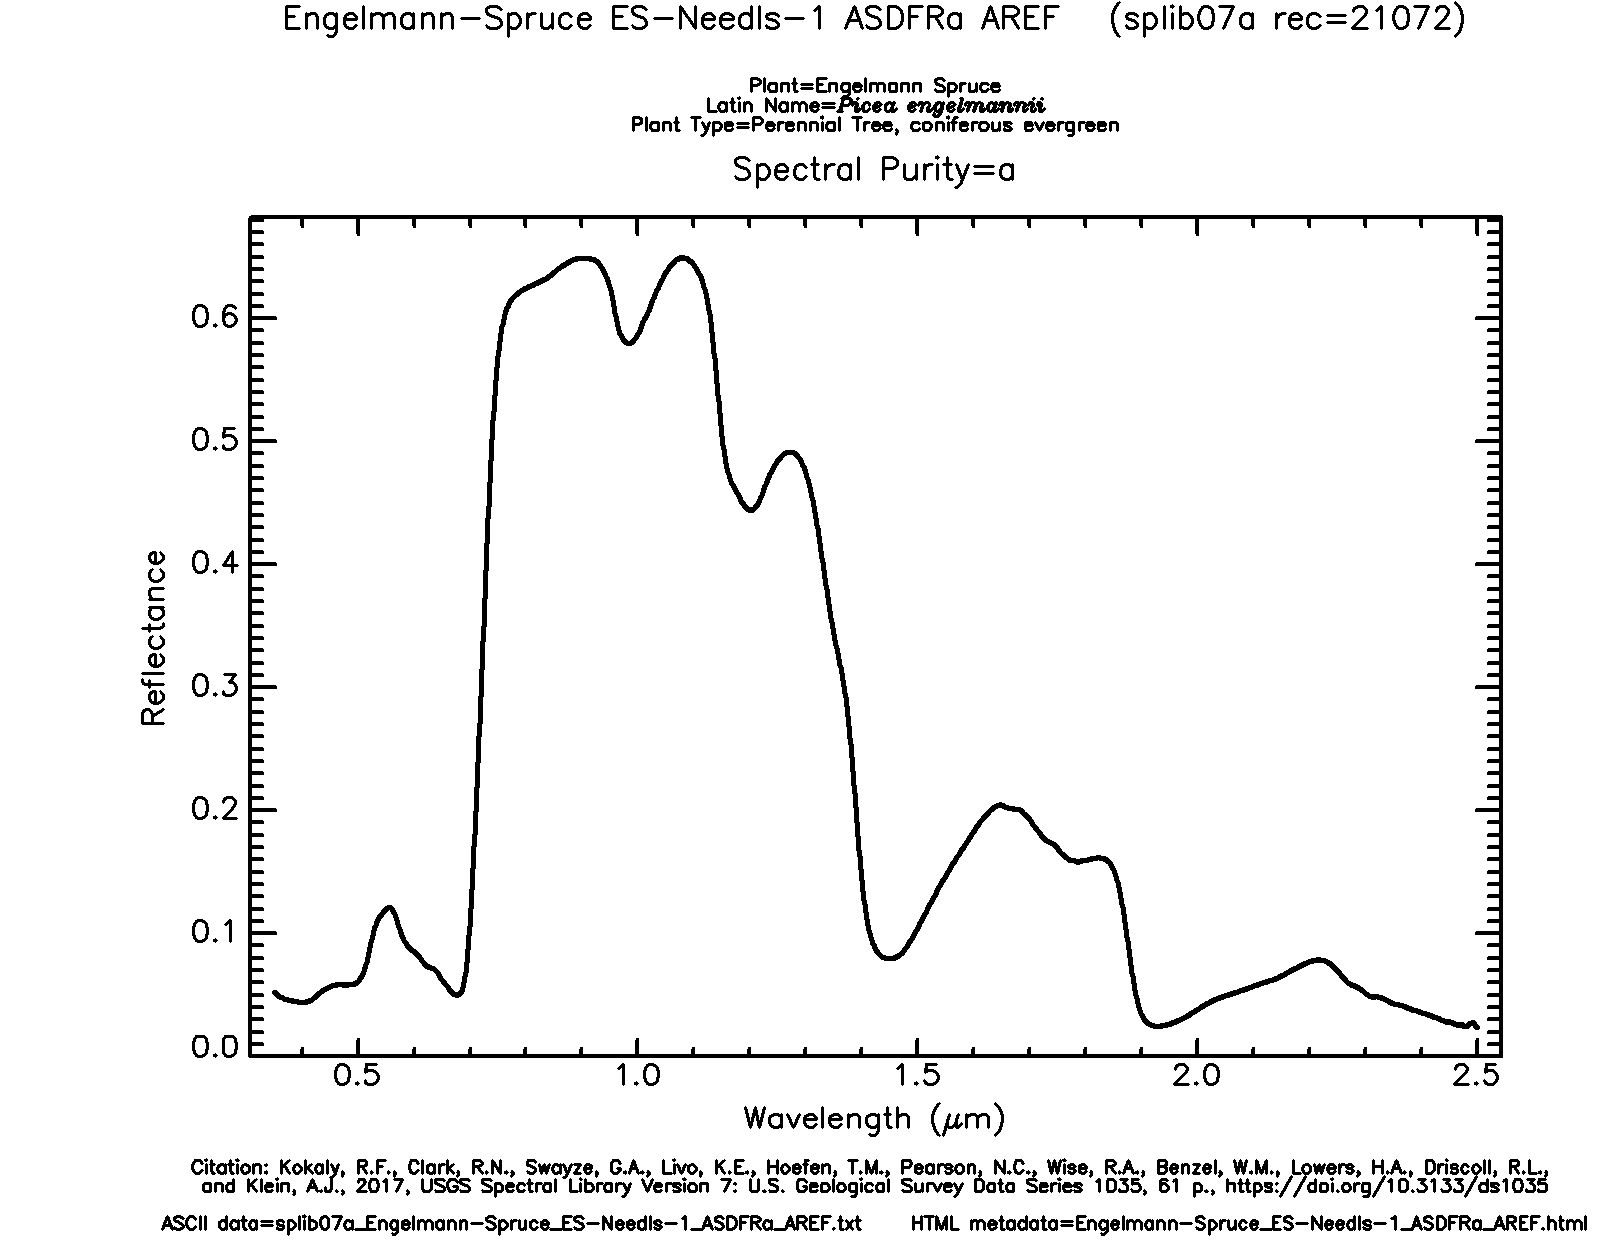 Engelmann-Spruce ES-Needls-1 ASDFRa AREF (splib07a rec=21072)
Plant=Engelmann Spruce
Latin Name=Picea engelmannii
Plant Type=Perennial Tree, coniferous evergreen
Spectral Purity=a
0.6
0.5
0.4
0.3
0.2
0.1
0.0
Reflectance
0.5 1.0 1.5 2.0 2.5
Wavelength (μm)
Citation: Kokaly, R.F., Clark, R.N., Swayze, G.A., Livo, K.E., Hoefen, T.M., Pearson, N.C., Wise, R.A., Benzel, W.M., Lowers, H.A., Driscoll, R.L.,
and Klein, A.J., 2017, USGS Spectral Library Version 7: U.S. Geological Survey Data Series 1035, 61 p., https://doi.org/10.3133/ds1035
ASCII data=splib07a_Engelmann-Spruce_ES-Needls-1_ASDFRa_AREF.txt HTML metadata=Engelmann-Spruce_ES-Needls-1_ASDFRa_AREF.html